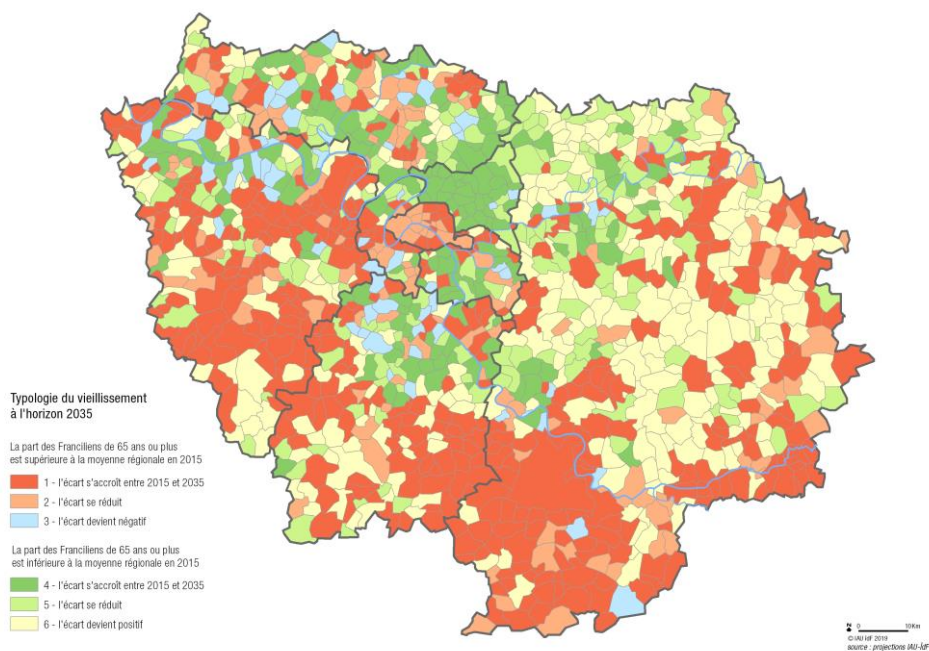 Typologie du vieillissement
à l'horizon 2035
La part des Franciliens de 65 ans ou plus
est supérieure à la moyenne régionale en 2015
1 - l'écart s'accroît entre 2015 et 2035
2 - l'écart se réduit
3 - l'écart devient négatif
La part des Franciliens de 65 ans ou plus
est inférieure à la moyenne régionale en 2015
4 - l'écart s'accroît entre 2015 et 2035
5 - l'écart se réduit
6 - l'écart devient positif
0 10 Km
© IAU îdF 2019
source : projections IAU-îdF